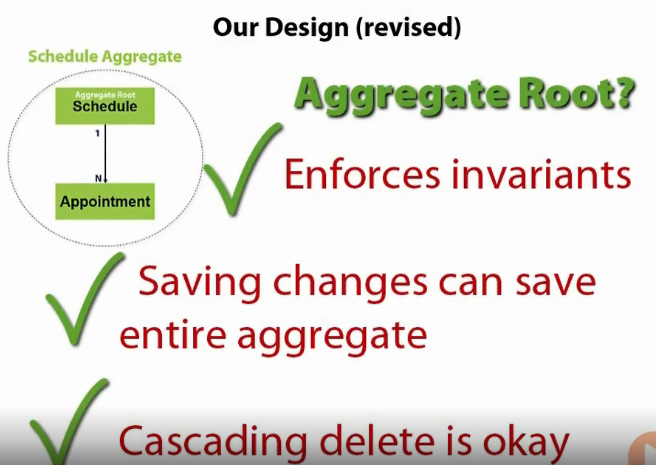 Our Design (revised)
Schedule Aggregate
Aggregate Root
Schedule
1
N
Appointment
Aggregate Root?
Enforces invariants
Saving changes can save
entire aggregate
Cascading delete is okay